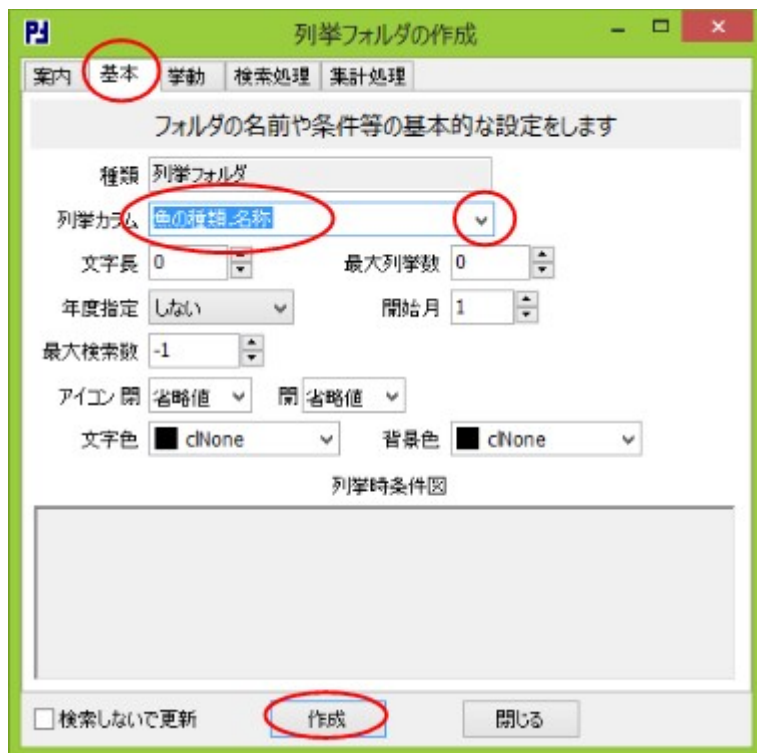 列挙フォルダの作成
案内 基本 挙動 検索処理 集計処理
フォルダの名前や条件等の基本的な設定をします
種類 列挙フォルダ
列挙カラム 魚の種類.名称
文字長 0 最大列挙数 0
年度指定 しない 開始月 1
最大検索数 -1
アイコン 閉 省略値 開 省略値
文字色 clNone 背景色 clNone
列挙時条件図
検索しないで更新 作成 閉じる